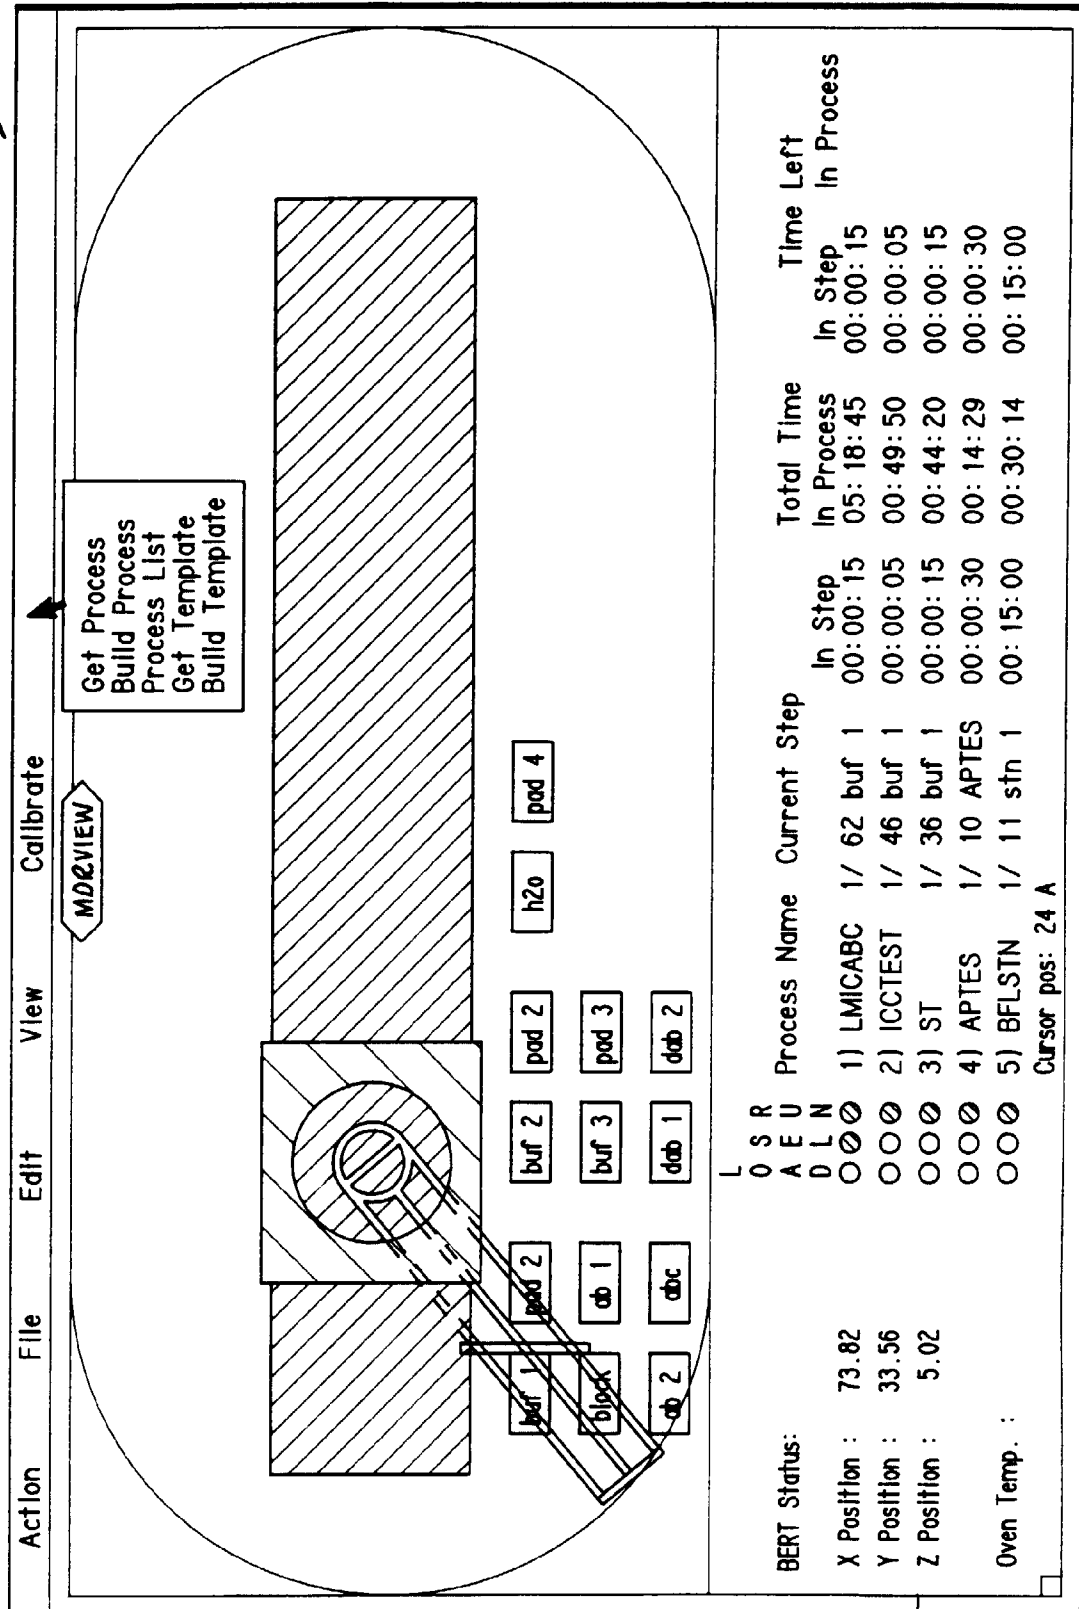 Action File Edit View Calibrate
MDRVIEW
Get Process
Build Process
Process List
Get Template
Build Template
buf 1 pad 2 buf 2 pad 2 h2o pad 4
block ab 1 buf 3 pad 3
ab 2 abc dab 1 dab 2
BERT Status:
X Position : 73.82
Y Position : 33.56
Z Position : 5.02
Oven Temp. :
L
O S R
A E U
D L N
Process Name Current Step
Total Time
Time Left
In Step In Process In Step In Process
1) LMICABC 1/ 62 buf 1 00:00:15 05:18:45 00:00:15
2) ICCTEST 1/ 46 buf 1 00:00:05 00:49:50 00:00:05
3) ST 1/ 36 buf 1 00:00:15 00:44:20 00:00:15
4) APTES 1/ 10 APTES 00:00:30 00:14:29 00:00:30
5) BFLSTN 1/ 11 stn 1 00:15:00 00:30:14 00:15:00
Cursor pos: 24 A